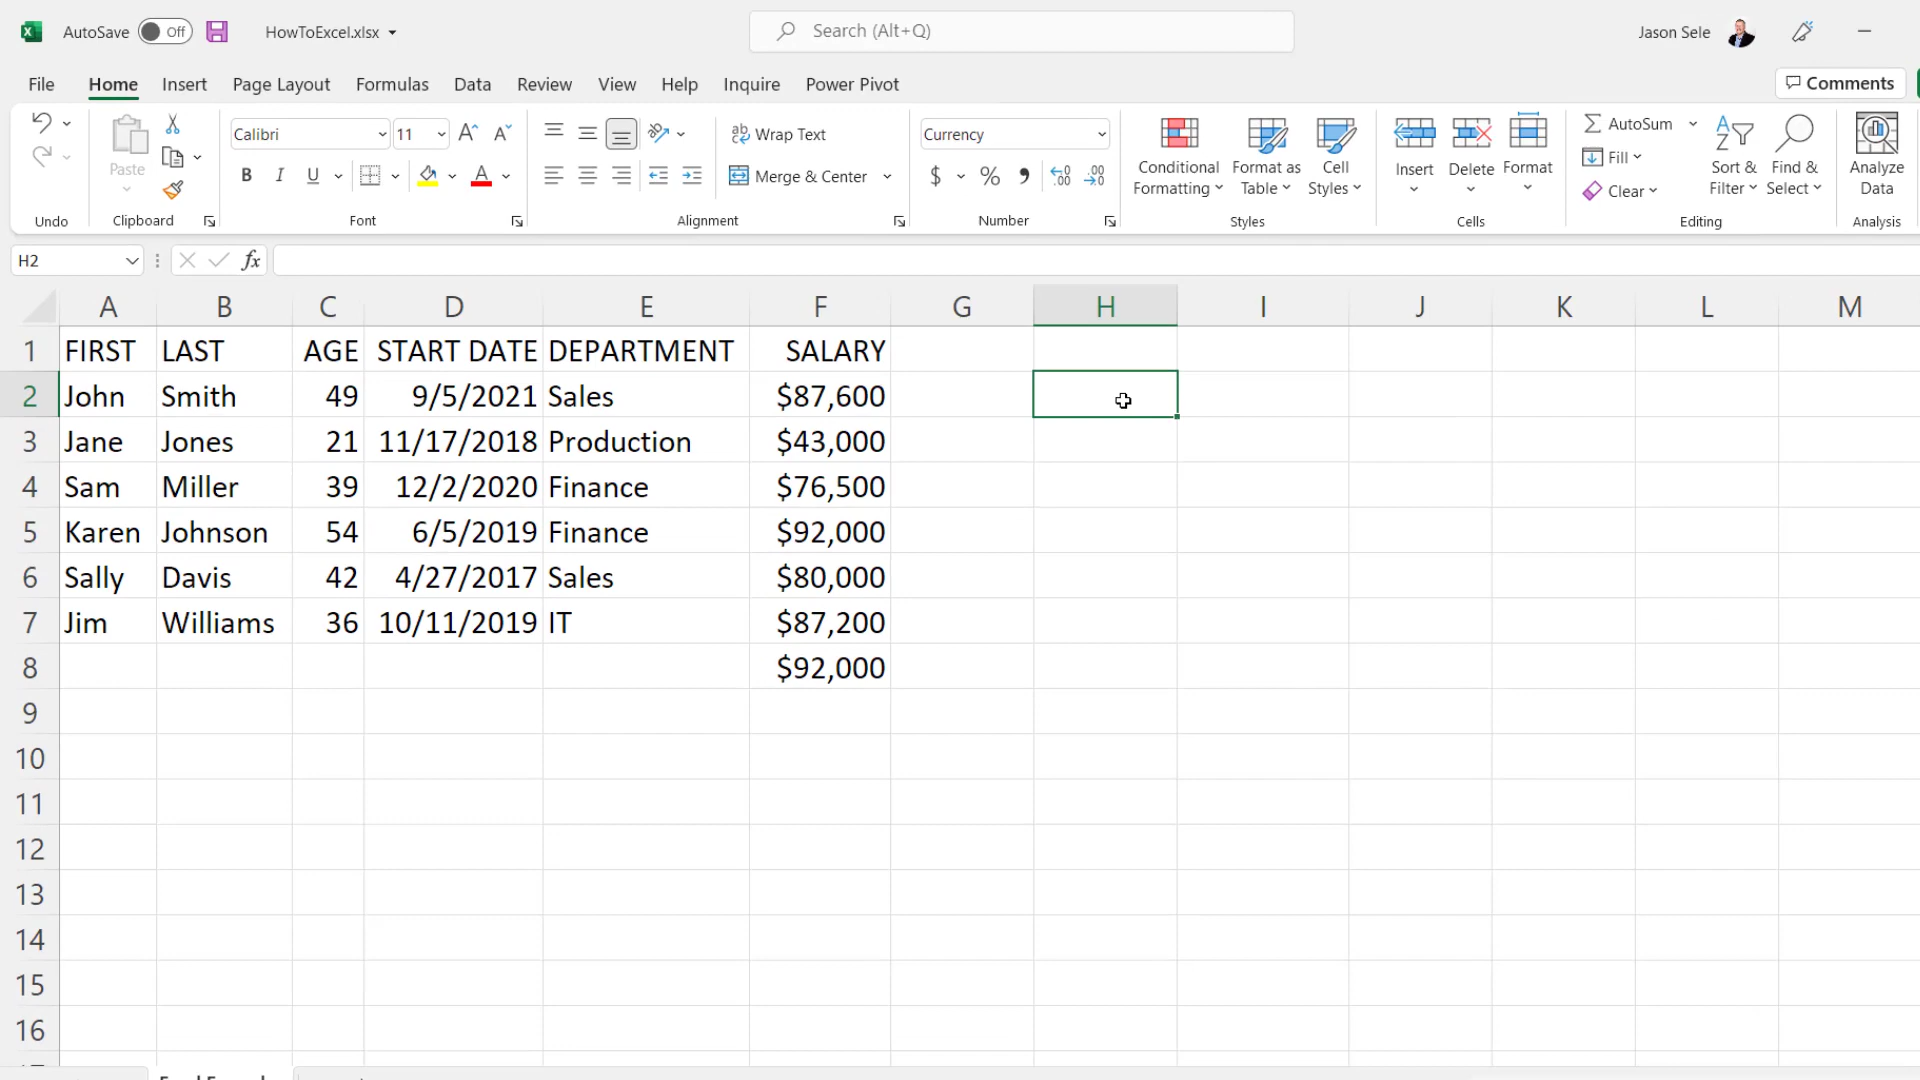 AutoSave Off HowToExcel.xlsx Search (Alt+Q) Jason Sele
File Home Insert Page Layout Formulas Data Review View Help Inquire Power Pivot Comments
Calibri 11 Wrap Text Currency AutoSum
Paste Conditional Formatting Format as Table Cell Styles Insert Delete Format Fill Sort & Filter Find & Select Analyze Data
B I U A Merge & Center $ % Clear
Undo Clipboard Font Alignment Number Styles Cells Editing Analysis
H2 fx
A B C D E F G H I J K L M
1 FIRST LAST AGE START DATE DEPARTMENT SALARY
2 John Smith 49 9/5/2021 Sales $87,600
3 Jane Jones 21 11/17/2018 Production $43,000
4 Sam Miller 39 12/2/2020 Finance $76,500
5 Karen Johnson 54 6/5/2019 Finance $92,000
6 Sally Davis 42 4/27/2017 Sales $80,000
7 Jim Williams 36 10/11/2019 IT $87,200
8 $92,000
9
10
11
12
13
14
15
16